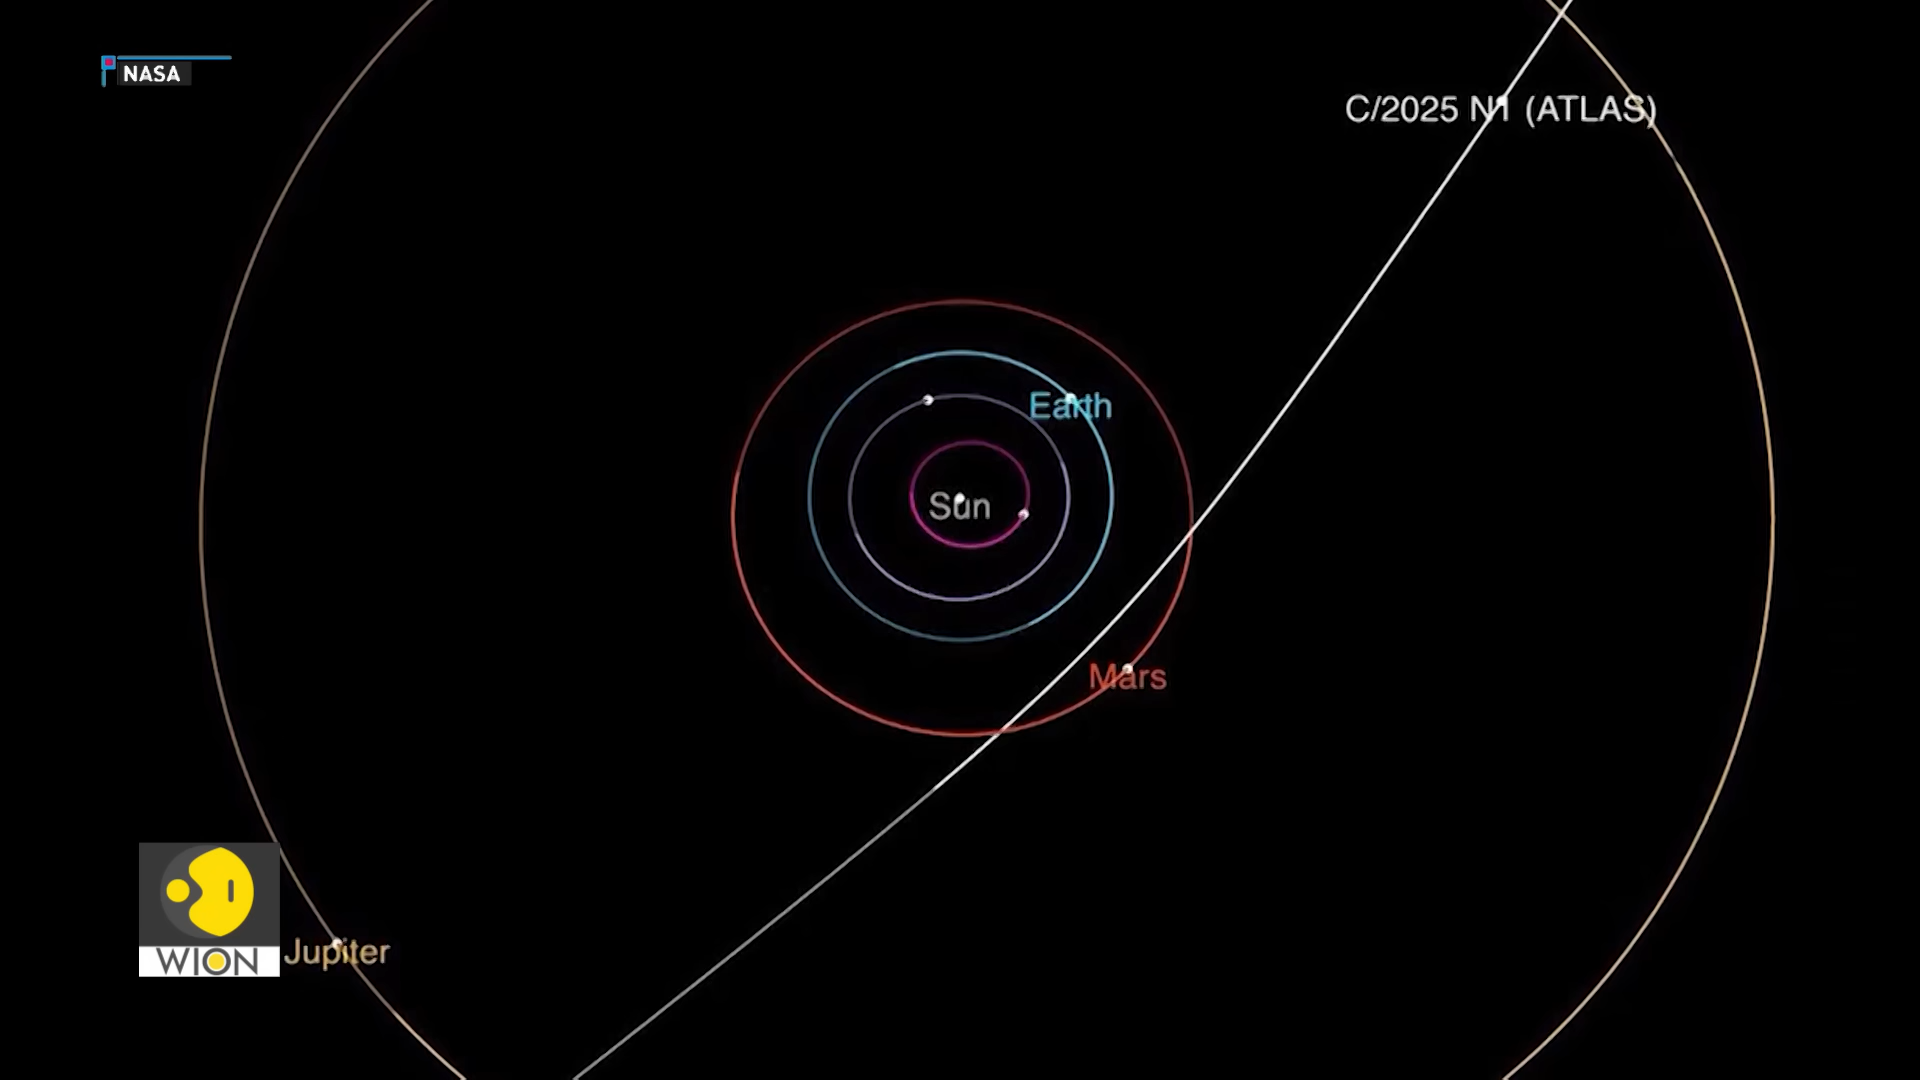 NASA
C/2025 N1 (ATLAS)
Earth
Sun
Mars
Jupiter
WION